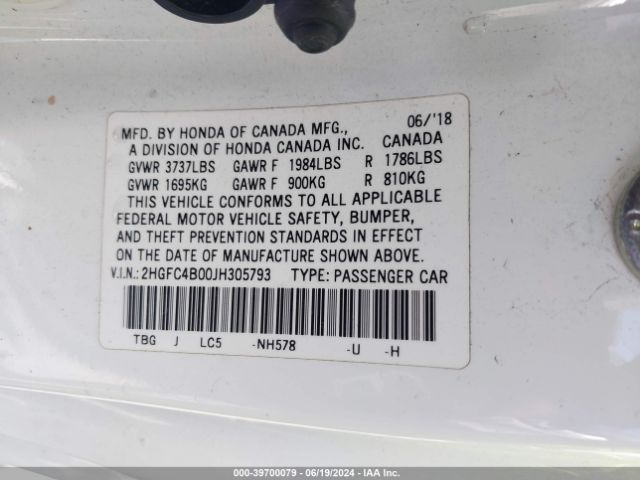 06/'18
MFD. BY HONDA OF CANADA MFG., CANADA
A DIVISION OF HONDA CANADA INC.
GVWR 3737LBS GAWR F 1984LBS R 1786LBS
GVWR 1695KG GAWR F 900KG R 810KG
THIS VEHICLE CONFORMS TO ALL APPLICABLE
FEDERAL MOTOR VEHICLE SAFETY, BUMPER,
AND THEFT PREVENTION STANDARDS IN EFFECT
ON THE DATE OF MANUFACTURE SHOWN ABOVE.
V.I.N.: 2HGFC4B00JH305793 TYPE: PASSENGER CAR
TBG J LC5 -NH578 -U -H
000-39700079 - 06/19/2024 - IAA Inc.